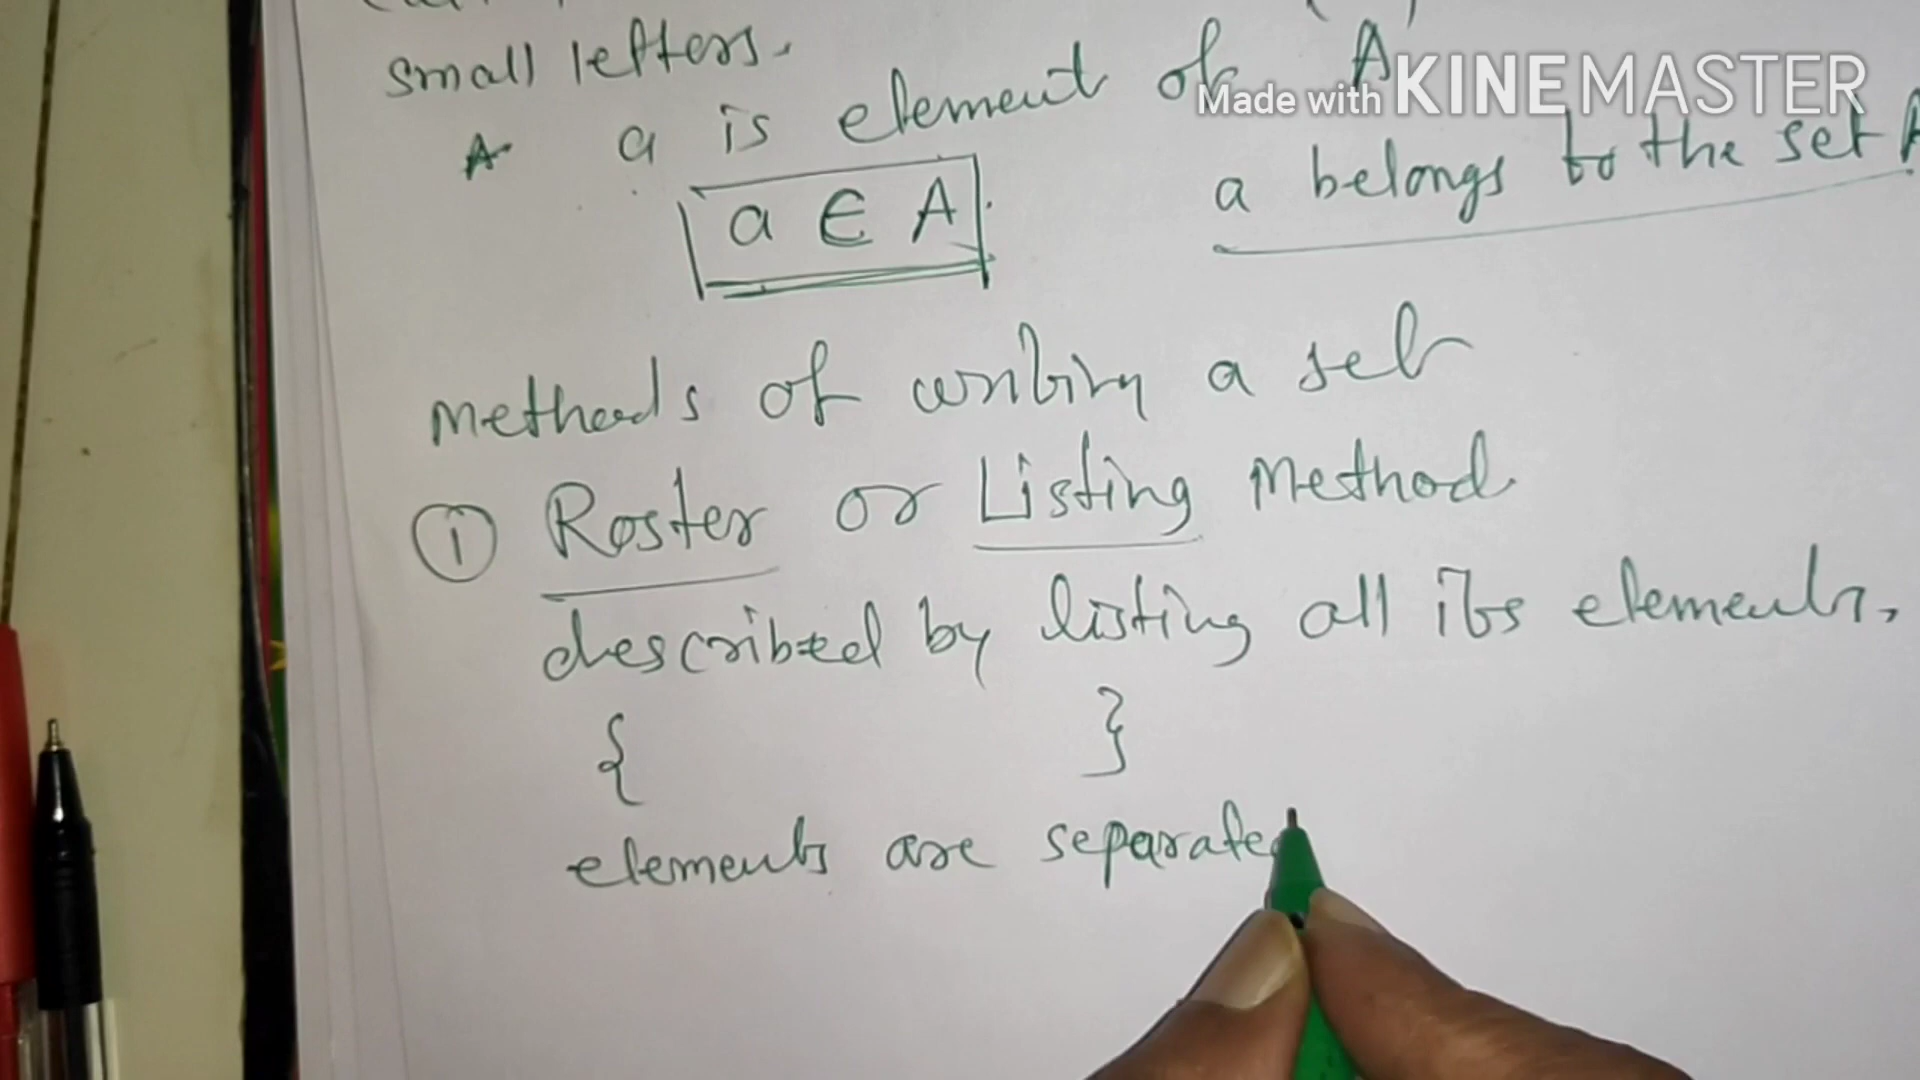 small letters.
A a is element of A
a ∈ A. a belongs to the set A
methods of writing a set
① Roster or Listing Method
described by listing all its elements,
{ }
elements are separate
Made with KINEMASTER